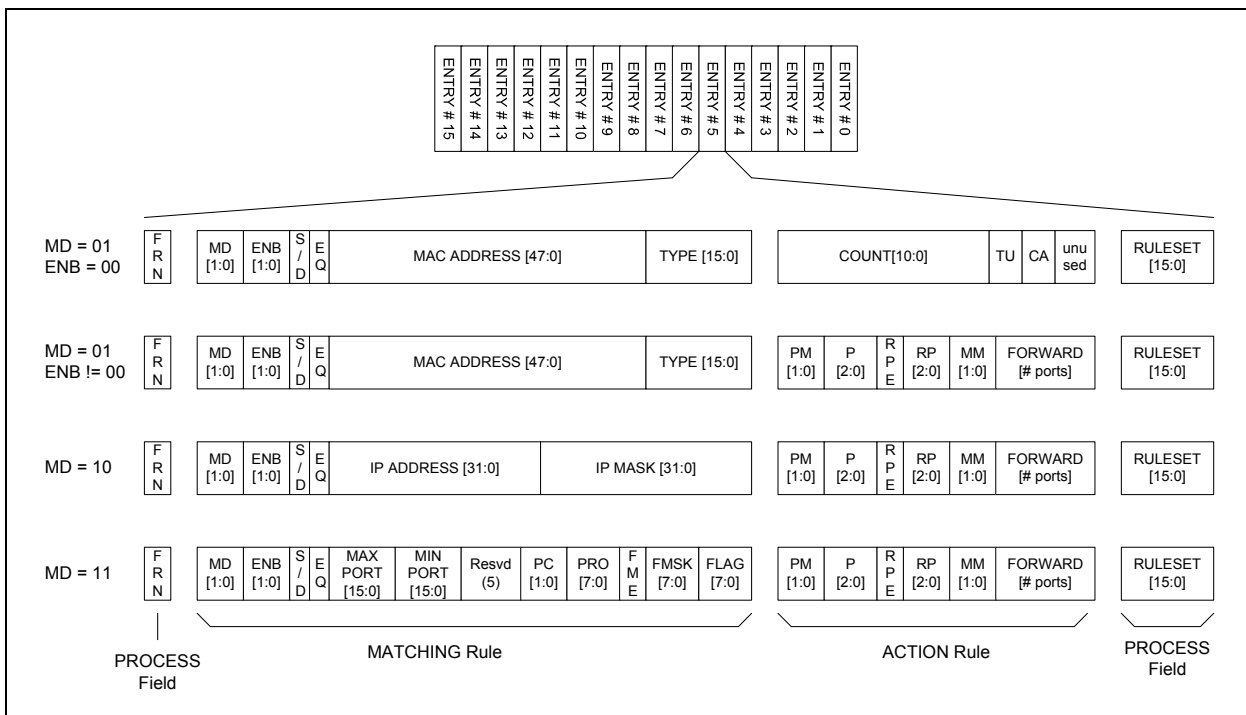 ENTRY # 15
ENTRY # 14
ENTRY # 13
ENTRY # 12
ENTRY # 11
ENTRY # 10
ENTRY # 9
ENTRY # 8
ENTRY # 7
ENTRY # 6
ENTRY # 5
ENTRY # 4
ENTRY # 3
ENTRY # 2
ENTRY # 1
ENTRY # 0
MD = 01
ENB = 00
F
R
N
MD
[1:0]
ENB
[1:0]
S
/
D
E
Q
MAC ADDRESS [47:0]
TYPE [15:0]
COUNT[10:0]
TU
CA
unu
sed
RULESET
[15:0]
MD = 01
ENB != 00
F
R
N
MD
[1:0]
ENB
[1:0]
S
/
D
E
Q
MAC ADDRESS [47:0]
TYPE [15:0]
PM
[1:0]
P
[2:0]
R
P
E
RP
[2:0]
MM
[1:0]
FORWARD
[# ports]
RULESET
[15:0]
MD = 10
F
R
N
MD
[1:0]
ENB
[1:0]
S
/
D
E
Q
IP ADDRESS [31:0]
IP MASK [31:0]
PM
[1:0]
P
[2:0]
R
P
E
RP
[2:0]
MM
[1:0]
FORWARD
[# ports]
RULESET
[15:0]
MD = 11
F
R
N
MD
[1:0]
ENB
[1:0]
S
/
D
E
Q
MAX
PORT
[15:0]
MIN
PORT
[15:0]
Resvd
(5)
PC
[1:0]
PRO
[7:0]
F
M
E
FMSK
[7:0]
FLAG
[7:0]
PM
[1:0]
P
[2:0]
R
P
E
RP
[2:0]
MM
[1:0]
FORWARD
[# ports]
RULESET
[15:0]
PROCESS
Field
MATCHING Rule
ACTION Rule
PROCESS
Field